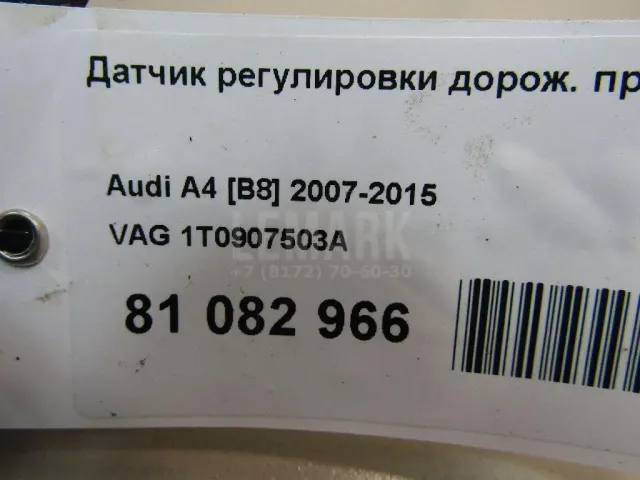 Датчик регулировки дорож. пр
Audi A4 [B8] 2007-2015
LEMARK
VAG 1T0907503A
+7 (8172) 70-60-30
81 082 966